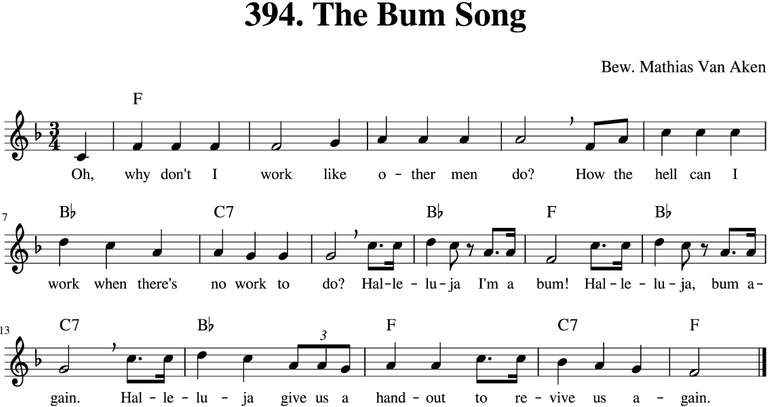 394. The Bum Song
Bew. Mathias Van Aken
F
3
4
Oh, why don't I work like o - ther men do? How the hell can I
7
B♭ C7 B♭ F B♭
work when there's no work to do? Hal - le - lu - ja I'm a bum! Hal - le - lu - ja, bum a -
13
C7 B♭ F C7 F
3
gain. Hal - le - lu - ja give us a hand - out to re - vive us a - gain.